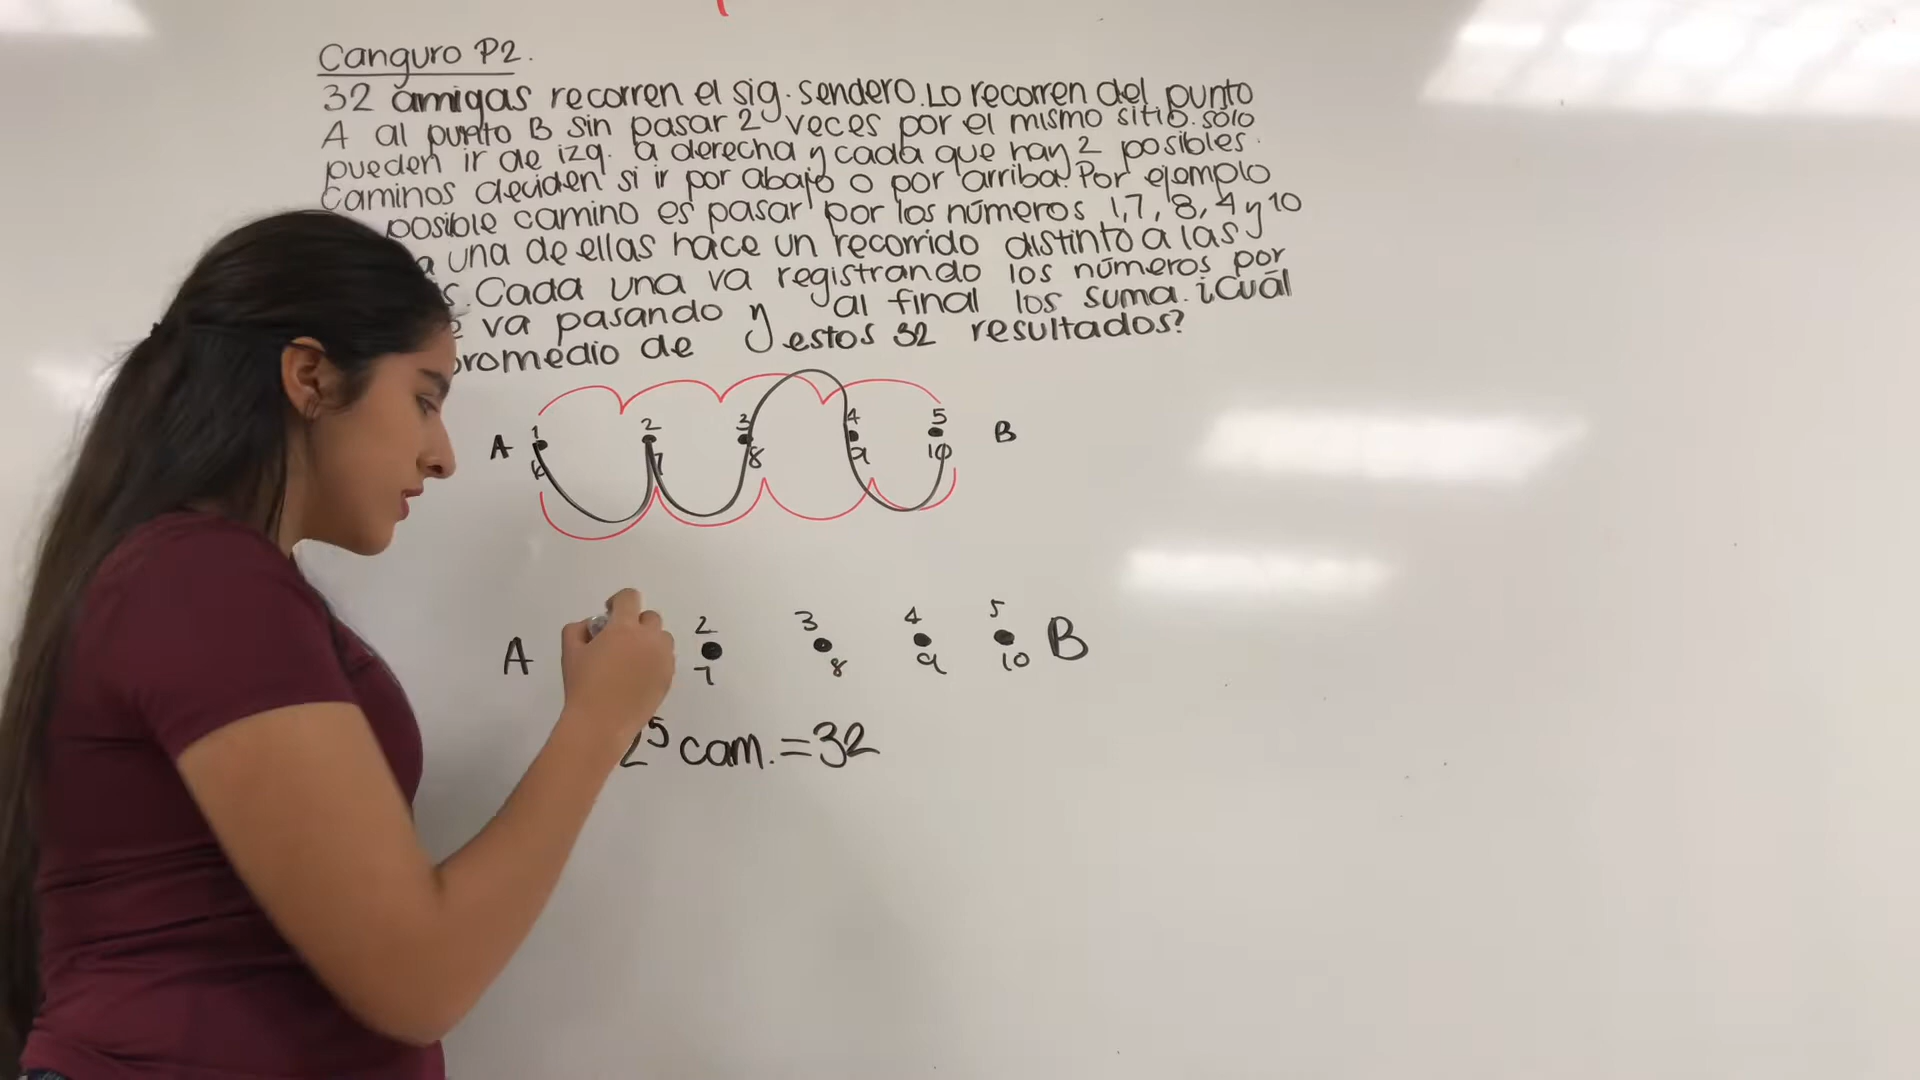 Canguro P2.
32 amigas recorren el sig. sendero. Lo recorren del punto
A al punto B sin pasar 2 veces por el mismo sitio. solo
pueden ir de izq. a derecha y cada que hay 2 posibles
caminos deciden si ir por abajo o por arriba. Por ejemplo
posible camino es pasar por los números 1,7,8,4 y 10
una de ellas hace un recorrido distinto a las
Cada una va registrando los números por
va pasando y al final los suma. ¿Cuál
promedio de estos 32 resultados?
1 2 3 4 5
A B
6 7 8 9 10
2 3 4 5
A B
7 8 9 10
2⁵ cam. = 32